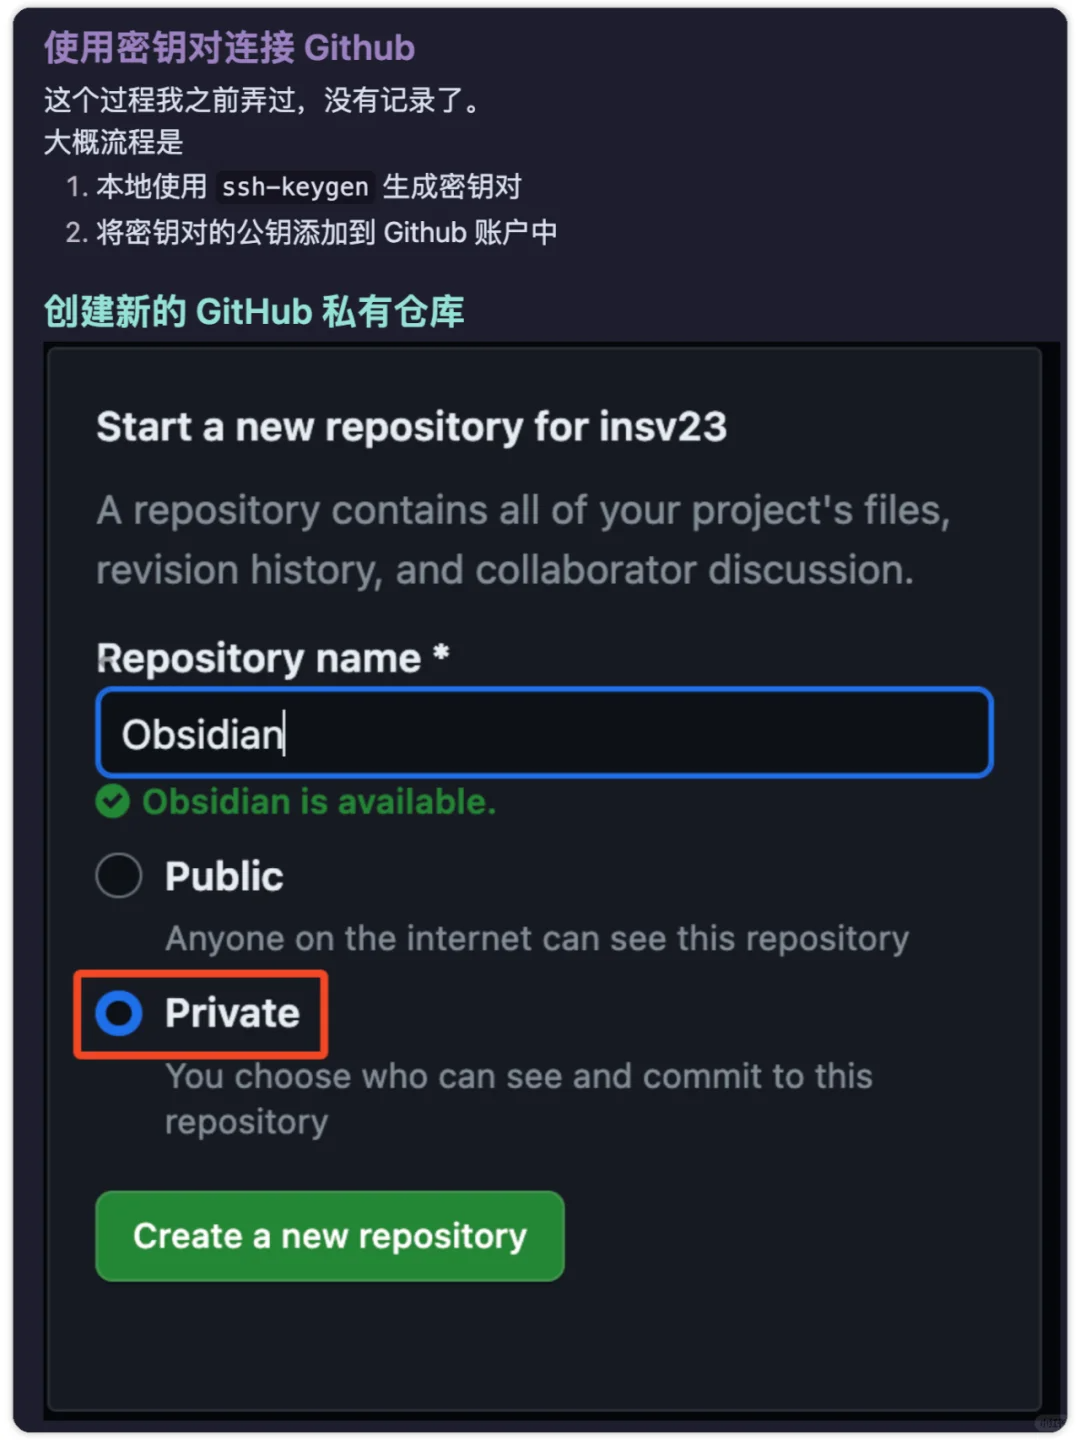 使用密钥对连接 Github
这个过程我之前弄过，没有记录了。
大概流程是
1. 本地使用 ssh-keygen 生成密钥对
2. 将密钥对的公钥添加到 Github 账户中
创建新的 GitHub 私有仓库
Start a new repository for insv23
A repository contains all of your project's files,
revision history, and collaborator discussion.
Repository name *
Obsidian
Obsidian is available.
Public
Anyone on the internet can see this repository
Private
You choose who can see and commit to this
repository
Create a new repository